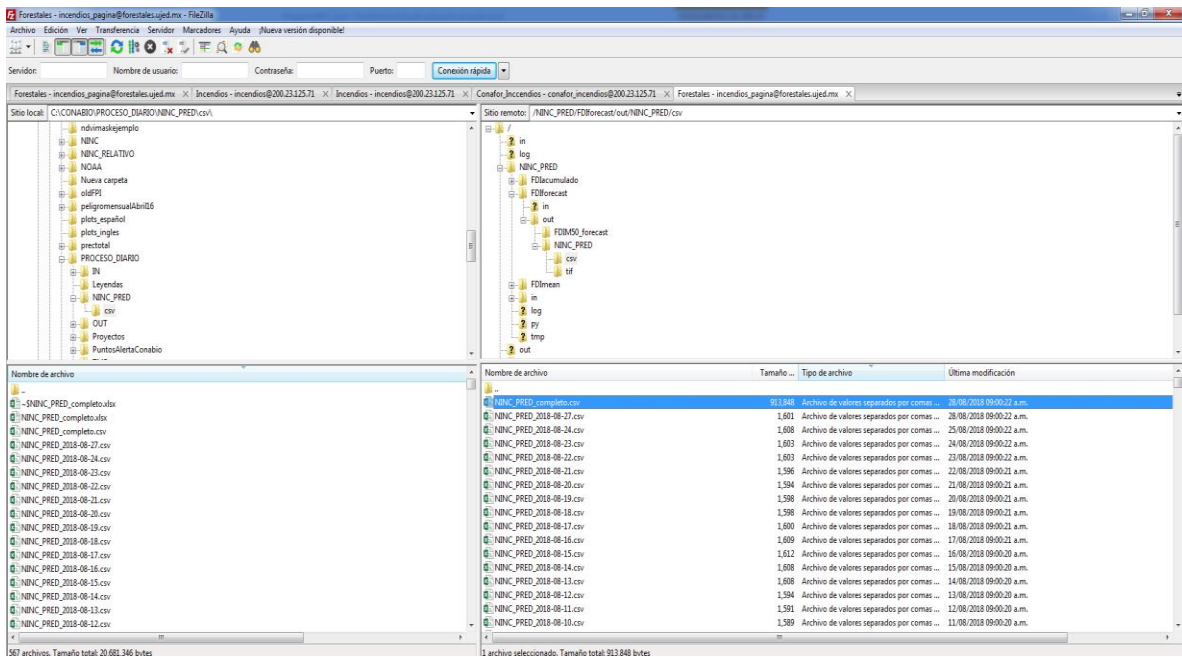 Forestales - incendios_pagina@forestales.ujed.mx - FileZilla
Archivo Edición Ver Transferencia Servidor Marcadores Ayuda ¡Nueva versión disponible!
Servidor: Nombre de usuario: Contraseña: Puerto: Conexión rápida
Forestales - incendios_pagina@forestales.ujed.mx X Incendios - incendios@200.23.125.71 X Incendios - incendios@200.23.125.71 X Conafor_Inccendios - conafor_incendios@200.23.125.71 X Forestales - incendios_pagina@forestales.ujed.mx X
Sitio local: C:\CONABIO\PROCESO_DIARIO\NINC_PRED\csv\
ndvimaskejemplo
NINC
NINC_RELATIVO
NOAA
Nueva carpeta
oldFPI
peligromensualAbril16
plots_español
plots_ingles
prectotal
PROCESO_DIARIO
IN
Leyendas
NINC_PRED
csv
OUT
Proyectos
PuntosAlertaConabio
Sitio remoto: /NINC_PRED/FDIforecast/out/NINC_PRED/csv
/
? in
? log
NINC_PRED
FDIacumulado
FDIforecast
? in
out
FDIM50_forecast
NINC_PRED
csv
tif
FDImean
in
? log
? py
? tmp
? out
Nombre de archivo
..
~$NINC_PRED_completo.xlsx
NINC_PRED_completo.xlsx
NINC_PRED_completo.csv
NINC_PRED_2018-08-27.csv
NINC_PRED_2018-08-24.csv
NINC_PRED_2018-08-23.csv
NINC_PRED_2018-08-22.csv
NINC_PRED_2018-08-21.csv
NINC_PRED_2018-08-20.csv
NINC_PRED_2018-08-19.csv
NINC_PRED_2018-08-18.csv
NINC_PRED_2018-08-17.csv
NINC_PRED_2018-08-16.csv
NINC_PRED_2018-08-15.csv
NINC_PRED_2018-08-14.csv
NINC_PRED_2018-08-13.csv
NINC_PRED_2018-08-12.csv
567 archivos. Tamaño total: 20.681.346 bytes
Nombre de archivo Tamaño ... Tipo de archivo Última modificación
..
NINC_PRED_completo.csv 913,848 Archivo de valores separados por comas ... 28/08/2018 09:00:22 a.m.
NINC_PRED_2018-08-27.csv 1,601 Archivo de valores separados por comas ... 28/08/2018 09:00:22 a.m.
NINC_PRED_2018-08-24.csv 1,608 Archivo de valores separados por comas ... 25/08/2018 09:00:22 a.m.
NINC_PRED_2018-08-23.csv 1,603 Archivo de valores separados por comas ... 24/08/2018 09:00:22 a.m.
NINC_PRED_2018-08-22.csv 1,603 Archivo de valores separados por comas ... 23/08/2018 09:00:22 a.m.
NINC_PRED_2018-08-21.csv 1,596 Archivo de valores separados por comas ... 22/08/2018 09:00:21 a.m.
NINC_PRED_2018-08-20.csv 1,594 Archivo de valores separados por comas ... 21/08/2018 09:00:21 a.m.
NINC_PRED_2018-08-19.csv 1,598 Archivo de valores separados por comas ... 20/08/2018 09:00:21 a.m.
NINC_PRED_2018-08-18.csv 1,598 Archivo de valores separados por comas ... 19/08/2018 09:00:21 a.m.
NINC_PRED_2018-08-17.csv 1,600 Archivo de valores separados por comas ... 18/08/2018 09:00:21 a.m.
NINC_PRED_2018-08-16.csv 1,609 Archivo de valores separados por comas ... 17/08/2018 09:00:21 a.m.
NINC_PRED_2018-08-15.csv 1,612 Archivo de valores separados por comas ... 16/08/2018 09:00:20 a.m.
NINC_PRED_2018-08-14.csv 1,608 Archivo de valores separados por comas ... 15/08/2018 09:00:20 a.m.
NINC_PRED_2018-08-13.csv 1,608 Archivo de valores separados por comas ... 14/08/2018 09:00:20 a.m.
NINC_PRED_2018-08-12.csv 1,594 Archivo de valores separados por comas ... 13/08/2018 09:00:20 a.m.
NINC_PRED_2018-08-11.csv 1,591 Archivo de valores separados por comas ... 12/08/2018 09:00:20 a.m.
NINC_PRED_2018-08-10.csv 1,589 Archivo de valores separados por comas ... 11/08/2018 09:00:20 a.m.
1 archivo seleccionado. Tamaño total: 913.848 bytes